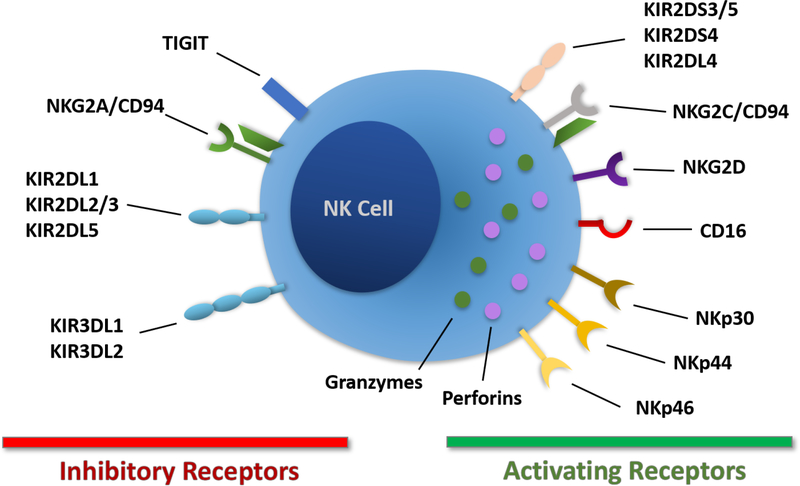 KIR2DS3/5
KIR2DS4
KIR2DL4
TIGIT
NKG2A/CD94
NKG2C/CD94
NKG2D
KIR2DL1
KIR2DL2/3
KIR2DL5
NK Cell
CD16
KIR3DL1
KIR3DL2
NKp30
NKp44
NKp46
Granzymes
Perforins
Inhibitory Receptors
Activating Receptors